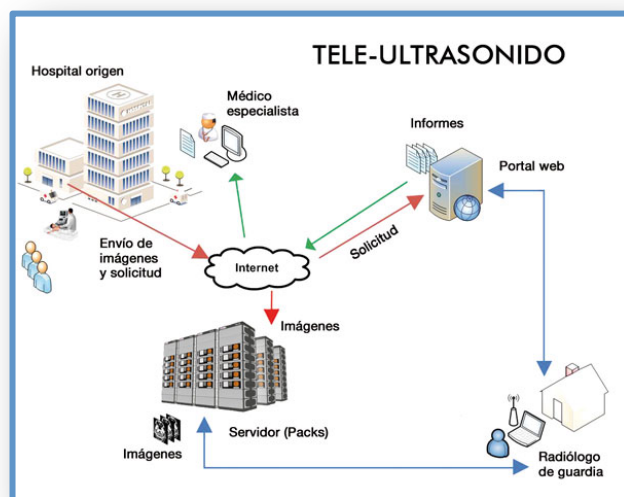 TELE-ULTRASONIDO
Hospital origen
Médico
especialista
Informes
Portal web
Envío de
imágenes
y solicitud
Internet
Solicitud
Imágenes
Servidor (Packs)
Imágenes
Radiólogo
de guardia